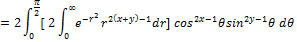 = 2 ∫₀^{π/2} [ 2 ∫₀^∞ e^{-r²} r^{2(x+y)-1} dr] cos^{2x-1}θ sin^{2y-1}θ dθ